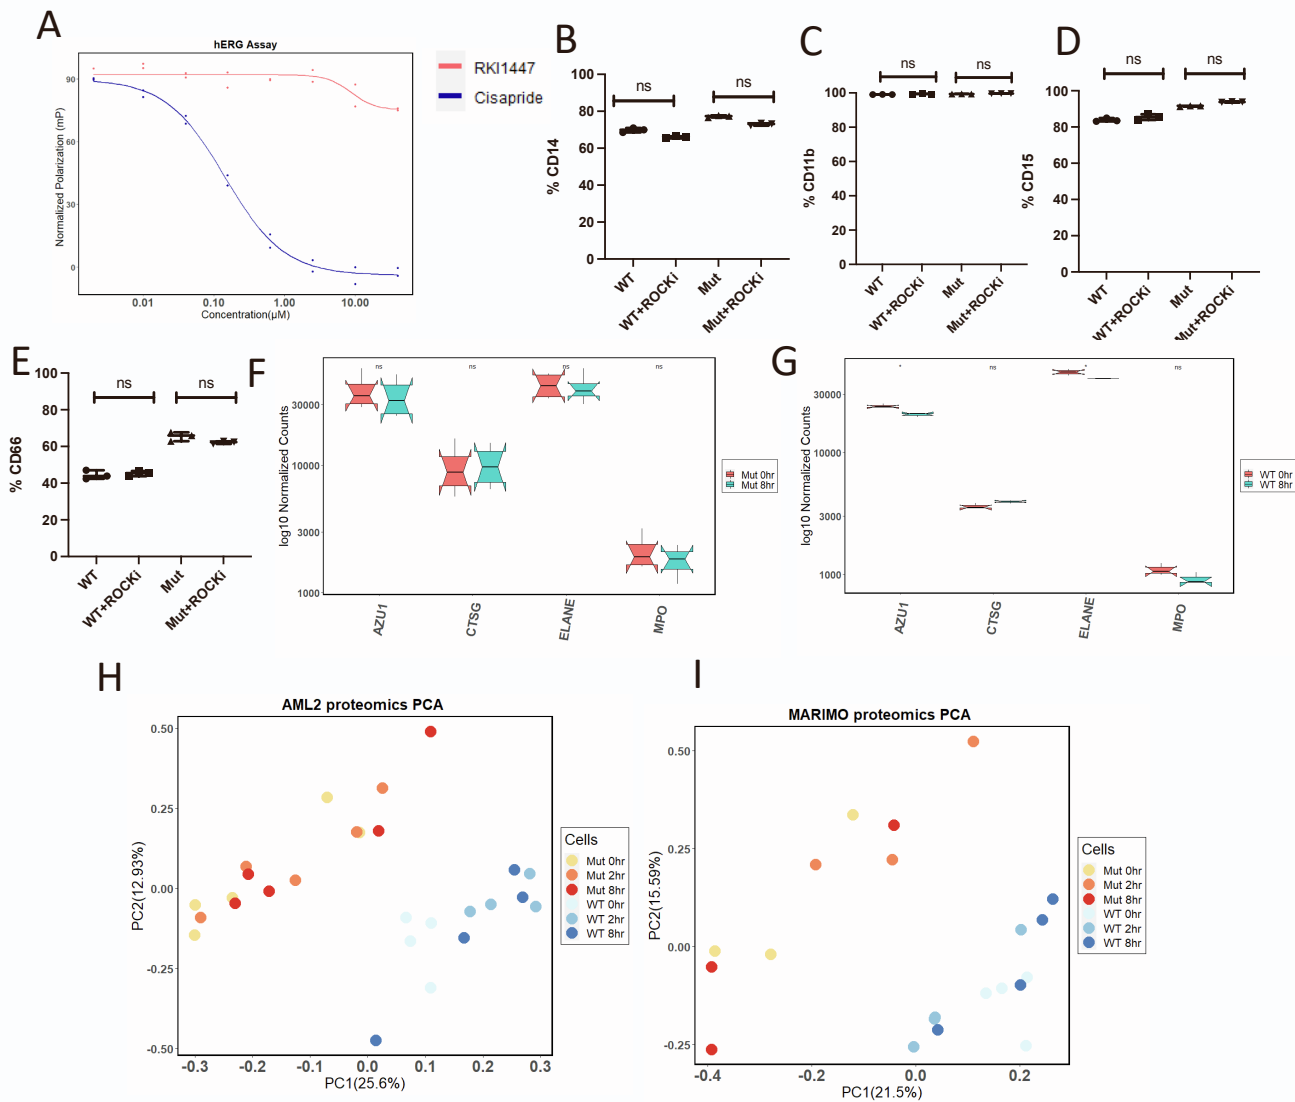 A
hERG Assay
Normalized Polarization (mP)
90
60
30
0
0.01 0.10 1.00 10.00
Concentration(µM)
RKI1447
Cisapride
B
% CD14
100
80
60
40
20
0
ns ns
WT WT+ROCKi Mut Mut+ROCKi
C
% CD11b
100
80
60
40
20
0
ns ns
WT WT+ROCKi Mut Mut+ROCKi
D
% CD15
100
80
60
40
20
0
ns ns
WT WT+ROCKi Mut Mut+ROCKi
E
% CD66
100
80
60
40
20
0
ns ns
WT WT+ROCKi Mut Mut+ROCKi
F
log10 Normalized Counts
30000
10000
3000
1000
ns ns ns ns
AZU1 CTSG ELANE MPO
Mut 0hr
Mut 8hr
G
log10 Normalized Counts
30000
10000
3000
1000
* ns * ns
AZU1 CTSG ELANE MPO
WT 0hr
WT 8hr
H
AML2 proteomics PCA
PC2(12.93%)
0.50
0.25
0.00
-0.25
-0.50
-0.3 -0.2 -0.1 0.0 0.1 0.2 0.3
PC1(25.6%)
Cells
Mut 0hr
Mut 2hr
Mut 8hr
WT 0hr
WT 2hr
WT 8hr
I
MARIMO proteomics PCA
PC2(15.59%)
0.50
0.25
0.00
-0.25
-0.4 -0.2 0.0 0.2
PC1(21.5%)
Cells
Mut 0hr
Mut 2hr
Mut 8hr
WT 0hr
WT 2hr
WT 8hr